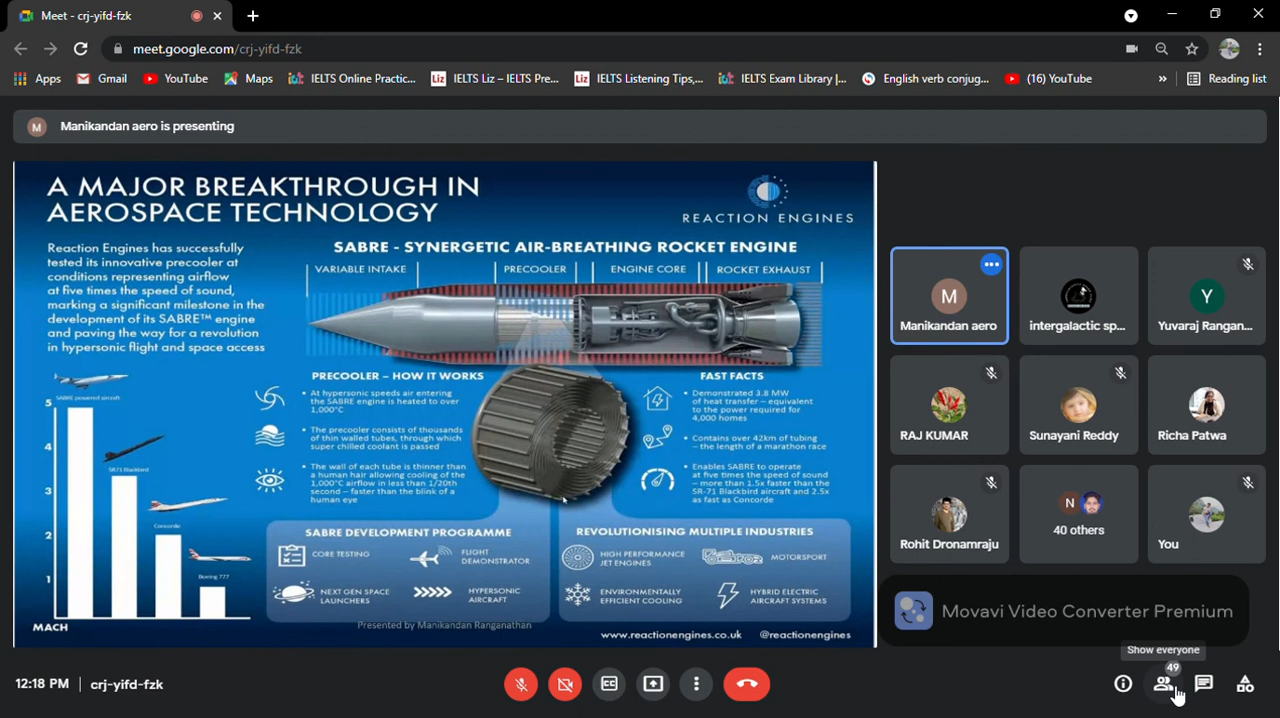 Meet - crj-yifd-fzk
meet.google.com/crj-yifd-fzk
Apps
Gmail
YouTube
Maps
IELTS Online Practic...
Liz
IELTS Liz – IELTS Pre...
Liz
IELTS Listening Tips,...
IELTS Exam Library |...
English verb conjug...
(16) YouTube
»
Reading list
M
Manikandan aero is presenting
A MAJOR BREAKTHROUGH IN
AEROSPACE TECHNOLOGY
REACTION ENGINES
Reaction Engines has successfully
tested its innovative precooler at
conditions representing airflow
at five times the speed of sound,
marking a significant milestone in the
development of its SABRE™ engine
and paving the way for a revolution
in hypersonic flight and space access
SABRE - SYNERGETIC AIR-BREATHING ROCKET ENGINE
VARIABLE INTAKE
PRECOOLER
ENGINE CORE
ROCKET EXHAUST
SABRE powered aircraft
SR71 Blackbird
Concorde
Boeing 777
5
4
3
2
1
MACH
PRECOOLER – HOW IT WORKS
• At hypersonic speeds air entering
the SABRE engine is heated to over
1,000°C
• The precooler consists of thousands
of thin walled tubes, through which
super chilled coolant is passed
• The wall of each tube is thinner than
a human hair allowing cooling of the
1,000°C airflow in less than 1/20th
second – faster than the blink of a
human eye
FAST FACTS
• Demonstrated 3.8 MW
of heat transfer – equivalent
to the power required for
4,000 homes
• Contains over 42km of tubing
– the length of a marathon race
• Enables SABRE to operate
at five times the speed of sound
– more than 1.5x faster than the
SR-71 Blackbird aircraft and 2.5x
as fast as Concorde
SABRE DEVELOPMENT PROGRAMME
CORE TESTING
FLIGHT
DEMONSTRATOR
NEXT GEN SPACE
LAUNCHERS
HYPERSONIC
AIRCRAFT
REVOLUTIONISING MULTIPLE INDUSTRIES
HIGH PERFORMANCE
JET ENGINES
MOTORSPORT
ENVIRONMENTALLY
EFFICIENT COOLING
HYBRID ELECTRIC
AIRCRAFT SYSTEMS
Presented by Manikandan Ranganathan
www.reactionengines.co.uk
@reactionengines
M
Manikandan aero
intergalactic sp...
Y
Yuvaraj Rangan...
RAJ KUMAR
Sunayani Reddy
Richa Patwa
Rohit Dronamraju
N
40 others
You
Movavi Video Converter Premium
Show everyone
49
12:18 PM
crj-yifd-fzk
CC